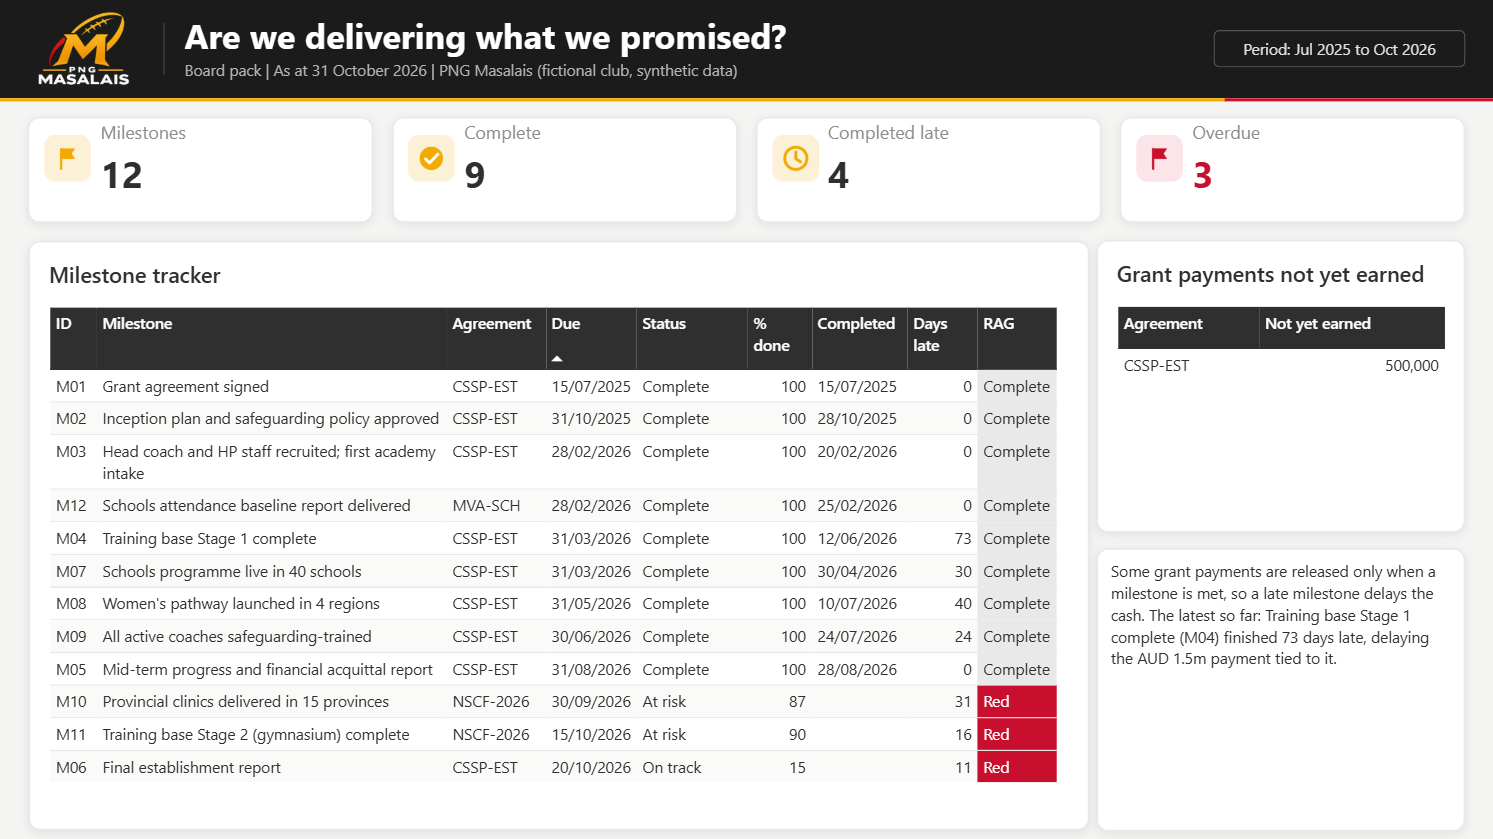 PNG
MASALAIS
Are we delivering what we promised?
Board pack | As at 31 October 2026 | PNG Masalais (fictional club, synthetic data)
Period: Jul 2025 to Oct 2026
Milestones
12
Complete
9
Completed late
4
Overdue
3
Milestone tracker
ID Milestone Agreement Due Status % done Completed Days late RAG
M01 Grant agreement signed CSSP-EST 15/07/2025 Complete 100 15/07/2025 0 Complete
M02 Inception plan and safeguarding policy approved CSSP-EST 31/10/2025 Complete 100 28/10/2025 0 Complete
M03 Head coach and HP staff recruited; first academy intake CSSP-EST 28/02/2026 Complete 100 20/02/2026 0 Complete
M12 Schools attendance baseline report delivered MVA-SCH 28/02/2026 Complete 100 25/02/2026 0 Complete
M04 Training base Stage 1 complete CSSP-EST 31/03/2026 Complete 100 12/06/2026 73 Complete
M07 Schools programme live in 40 schools CSSP-EST 31/03/2026 Complete 100 30/04/2026 30 Complete
M08 Women's pathway launched in 4 regions CSSP-EST 31/05/2026 Complete 100 10/07/2026 40 Complete
M09 All active coaches safeguarding-trained CSSP-EST 30/06/2026 Complete 100 24/07/2026 24 Complete
M05 Mid-term progress and financial acquittal report CSSP-EST 31/08/2026 Complete 100 28/08/2026 0 Complete
M10 Provincial clinics delivered in 15 provinces NSCF-2026 30/09/2026 At risk 87 31 Red
M11 Training base Stage 2 (gymnasium) complete NSCF-2026 15/10/2026 At risk 90 16 Red
M06 Final establishment report CSSP-EST 20/10/2026 On track 15 11 Red
Grant payments not yet earned
Agreement Not yet earned
CSSP-EST 500,000
Some grant payments are released only when a
milestone is met, so a late milestone delays the
cash. The latest so far: Training base Stage 1
complete (M04) finished 73 days late, delaying
the AUD 1.5m payment tied to it.